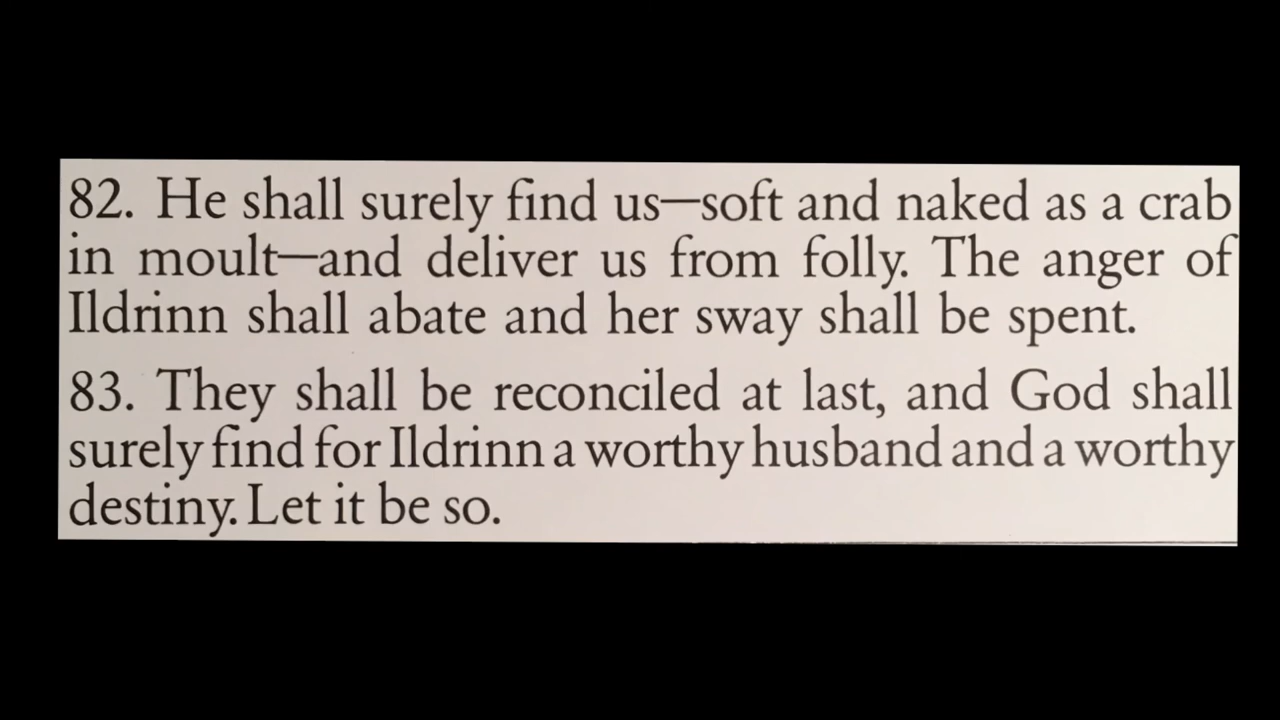 82. He shall surely find us—soft and naked as a crab
in moult—and deliver us from folly. The anger of
Ildrinn shall abate and her sway shall be spent.
83. They shall be reconciled at last, and God shall
surely find for Ildrinn a worthy husband and a worthy
destiny. Let it be so.